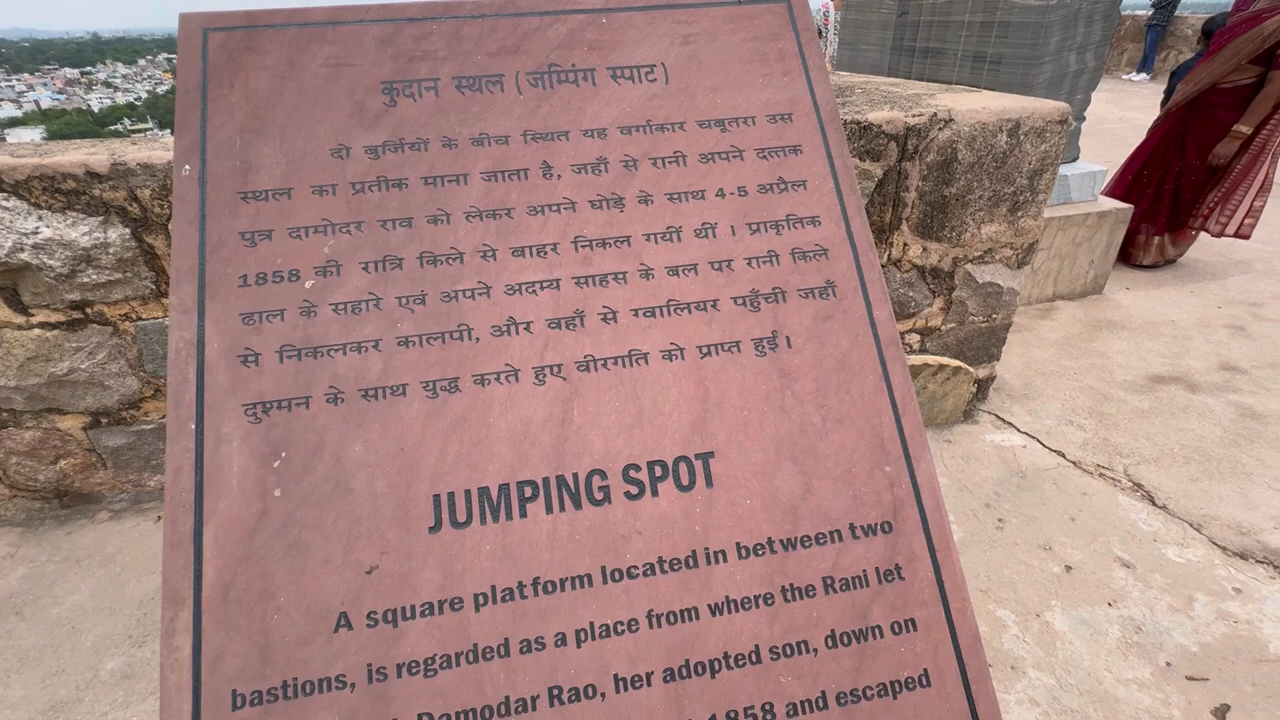 कुदान स्थल (जम्पिंग स्पाट)
दो बुर्जियों के बीच स्थित यह वर्गाकार चबूतरा उस
स्थल का प्रतीक माना जाता है, जहाँ से रानी अपने दत्तक
पुत्र दामोदर राव को लेकर अपने घोड़े के साथ 4-5 अप्रैल
1858 की रात्रि किले से बाहर निकल गयीं थीं । प्राकृतिक
ढाल के सहारे एवं अपने अदम्य साहस के बल पर रानी किले
से निकलकर कालपी, और वहाँ से ग्वालियर पहुँची जहाँ
दुश्मन के साथ युद्ध करते हुए वीरगति को प्राप्त हुई।
JUMPING SPOT
A square platform located in between two
bastions, is regarded as a place from where the Rani let
Damodar Rao, her adopted son, down on
1858 and escaped